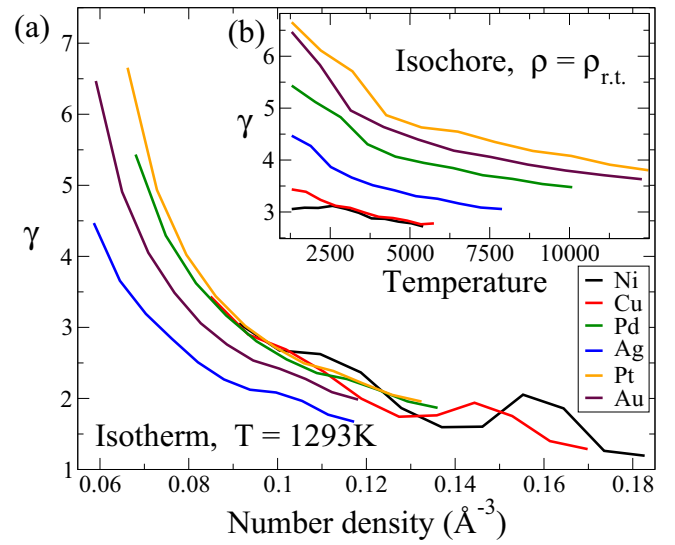 (a)
7
6
5
4
3
2
1
γ
0.06 0.08 0.1 0.12 0.14 0.16 0.18
Number density (Å⁻³)
Isotherm, T = 1293K
(b)
Isochore, ρ = ρr.t.
6
5
4
3
γ
2500 5000 7500 10000
Temperature
Ni
Cu
Pd
Ag
Pt
Au